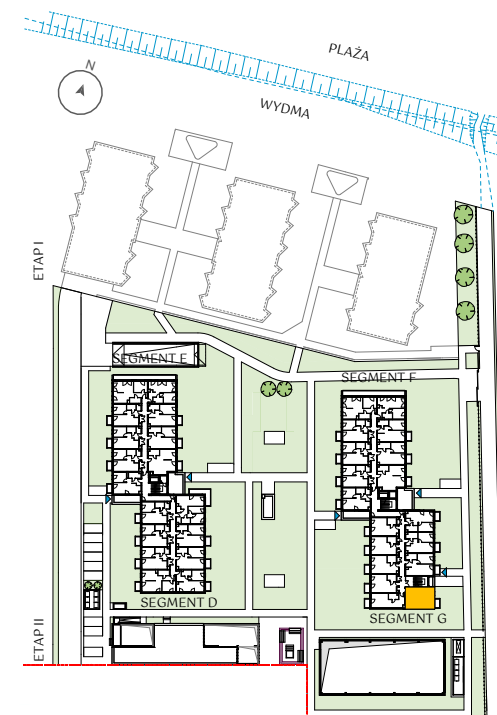 PLAŻA
N
WYDMA
ETAP I
SEGMENT E
SEGMENT F
SEGMENT D
SEGMENT G
ETAP II